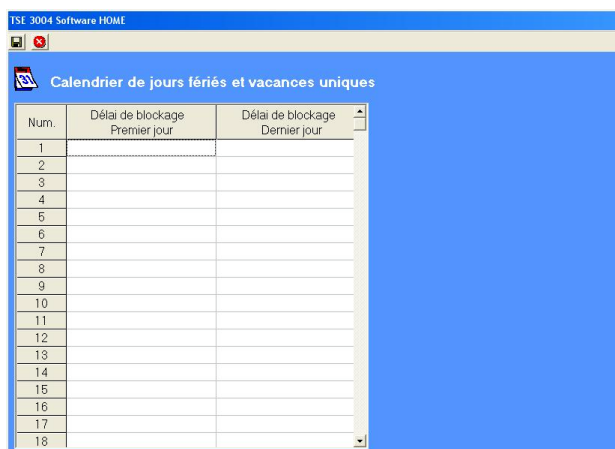 TSE 3004 Software HOME
31
Calendrier de jours fériés et vacances uniques
Num.
Délai de blockage
Premier jour
Délai de blockage
Dernier jour
1
2
3
4
5
6
7
8
9
10
11
12
13
14
15
16
17
18